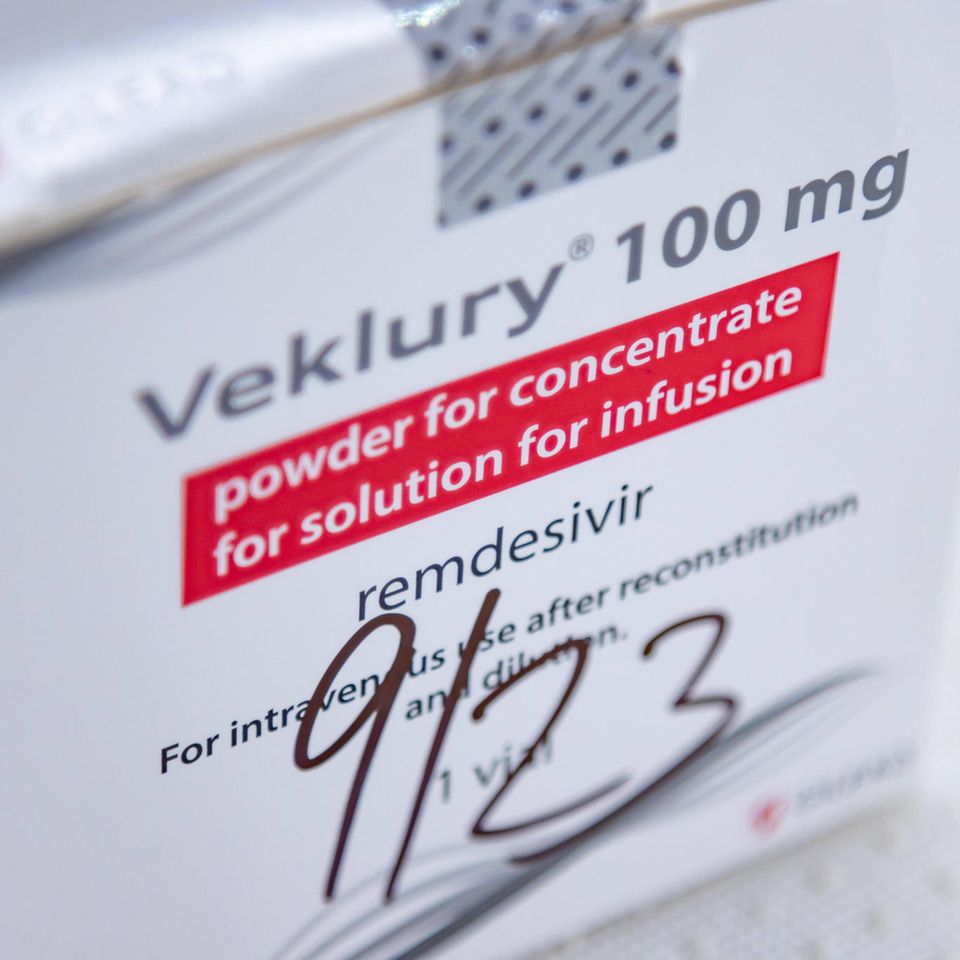 Veklury® 100 mg
powder for concentrate
for solution for infusion
remdesivir
For intravenous use after reconstitution
and dilution.
1 vial
9/23